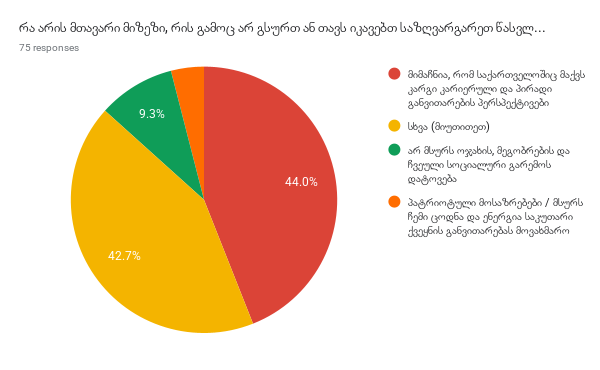 რა არის მთავარი მიზეზი, რის გამოც არ გსურთ ან თავს იკავებთ საზღვარგარეთ წასვლ...
75 responses
მიმაჩნია, რომ საქართველოშიც მაქვს
კარგი კარიერული და პირადი
განვითარების პერსპექტივები
სხვა (მიუთითეთ)
არ მსურს ოჯახის, მეგობრების და
ჩვეული სოციალური გარემოს
დატოვება
პატრიოტული მოსაზრებები / მსურს
ჩემი ცოდნა და ენერგია საკუთარი
ქვეყნის განვითარებას მოვახმარო
9.3%
44.0%
42.7%